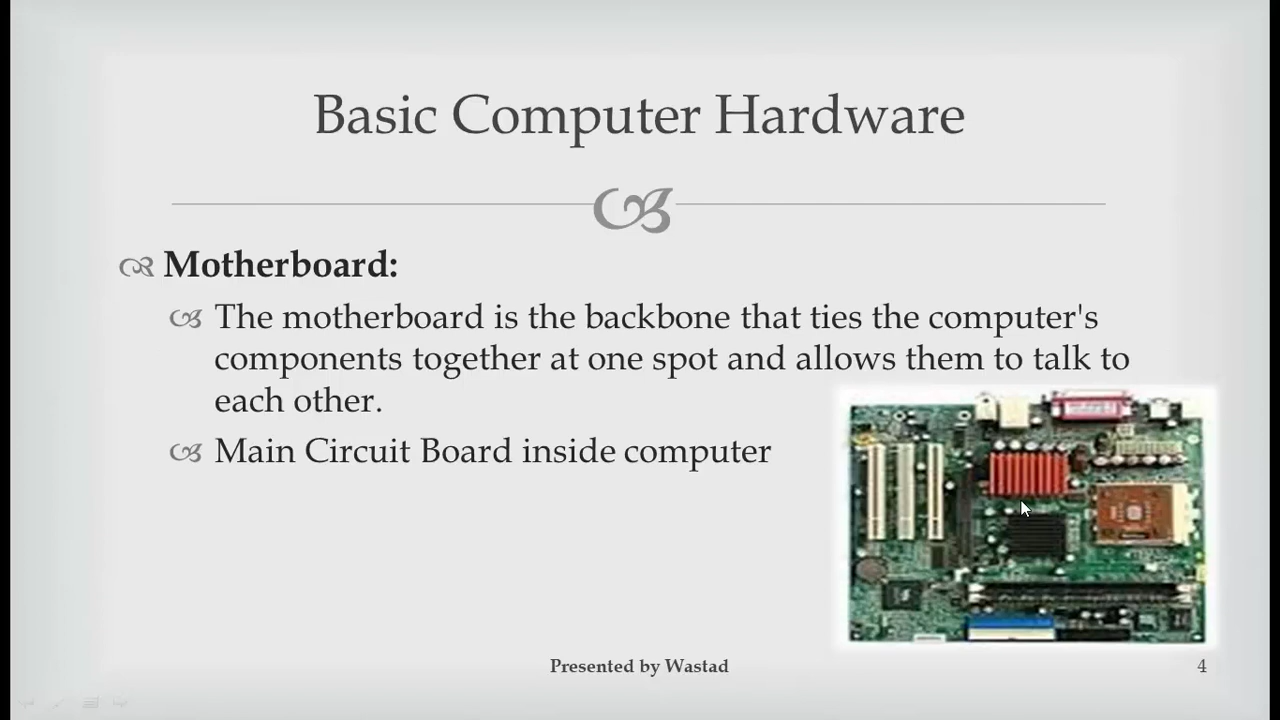 Basic Computer Hardware
Motherboard:
The motherboard is the backbone that ties the computer's
components together at one spot and allows them to talk to
each other.
Main Circuit Board inside computer
Presented by Wastad
4